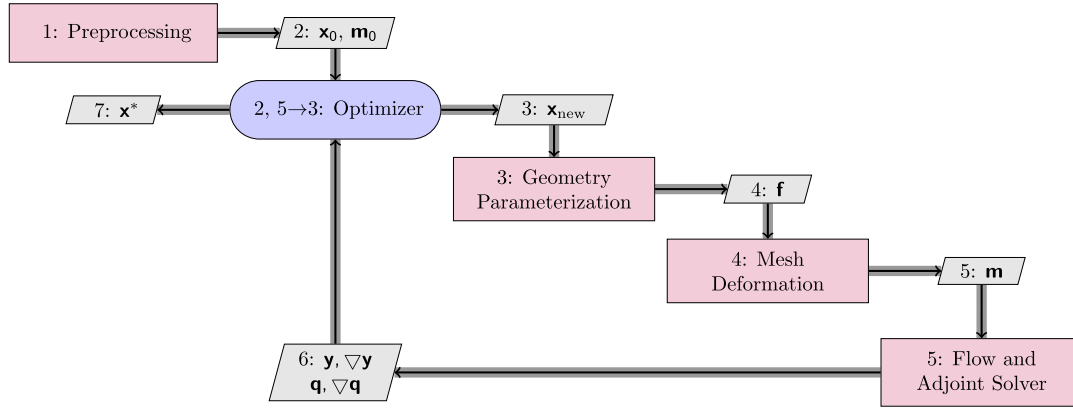 1: Preprocessing
2: x₀, m₀
7: x*
2, 5→3: Optimizer
3: xₙₑw
3: Geometry
Parameterization
4: f
4: Mesh
Deformation
5: m
5: Flow and
Adjoint Solver
6: y, ▽y
q, ▽q